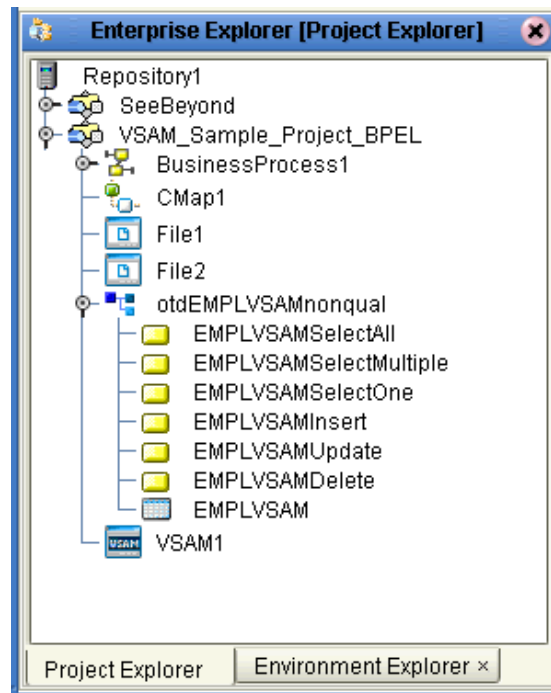 Enterprise Explorer [Project Explorer]
Repository1
SeeBeyond
VSAM_Sample_Project_BPEL
BusinessProcess1
CMap1
File1
File2
otdEMPLVSAMnonqual
EMPLVSAMSelectAll
EMPLVSAMSelectMultiple
EMPLVSAMSelectOne
EMPLVSAMInsert
EMPLVSAMUpdate
EMPLVSAMDelete
EMPLVSAM
VSAM VSAM1
Project Explorer Environment Explorer ×